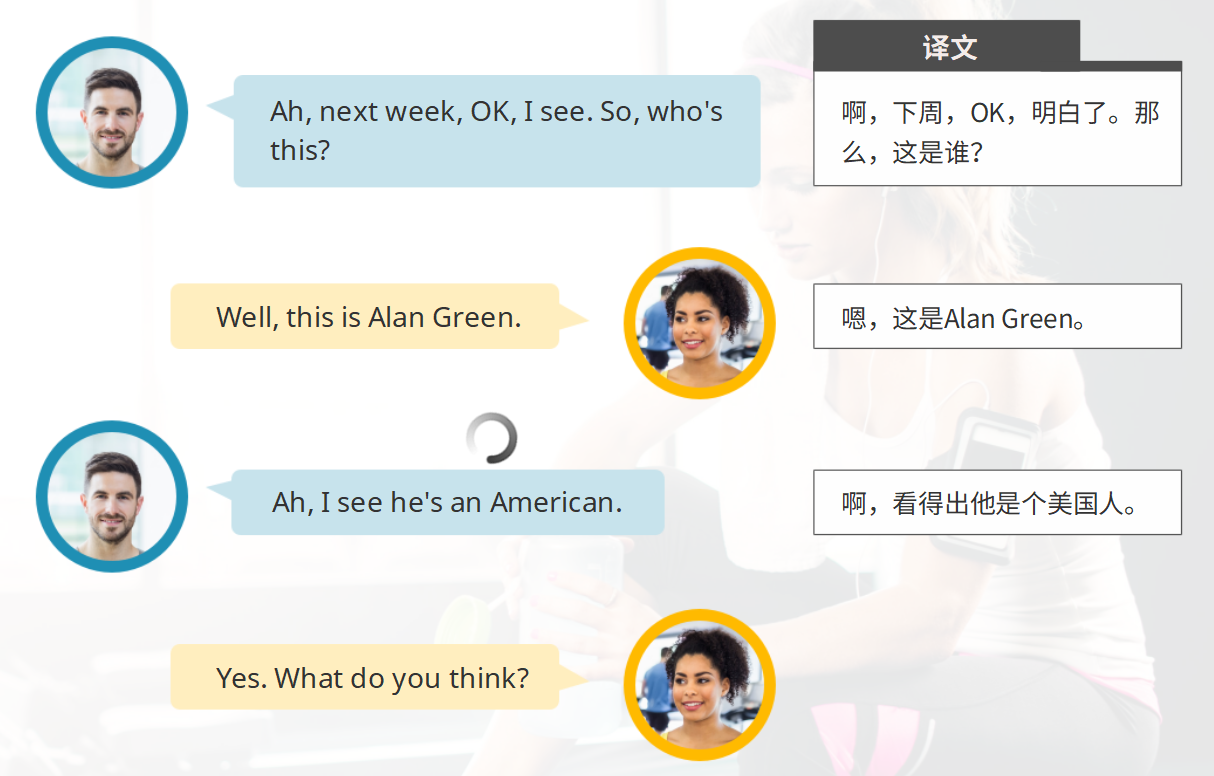 译文
Ah, next week, OK, I see. So, who's
this?
啊，下周，OK，明白了。那
么，这是谁？
Well, this is Alan Green.
嗯，这是Alan Green。
Ah, I see he's an American.
啊，看得出他是个美国人。
Yes. What do you think?